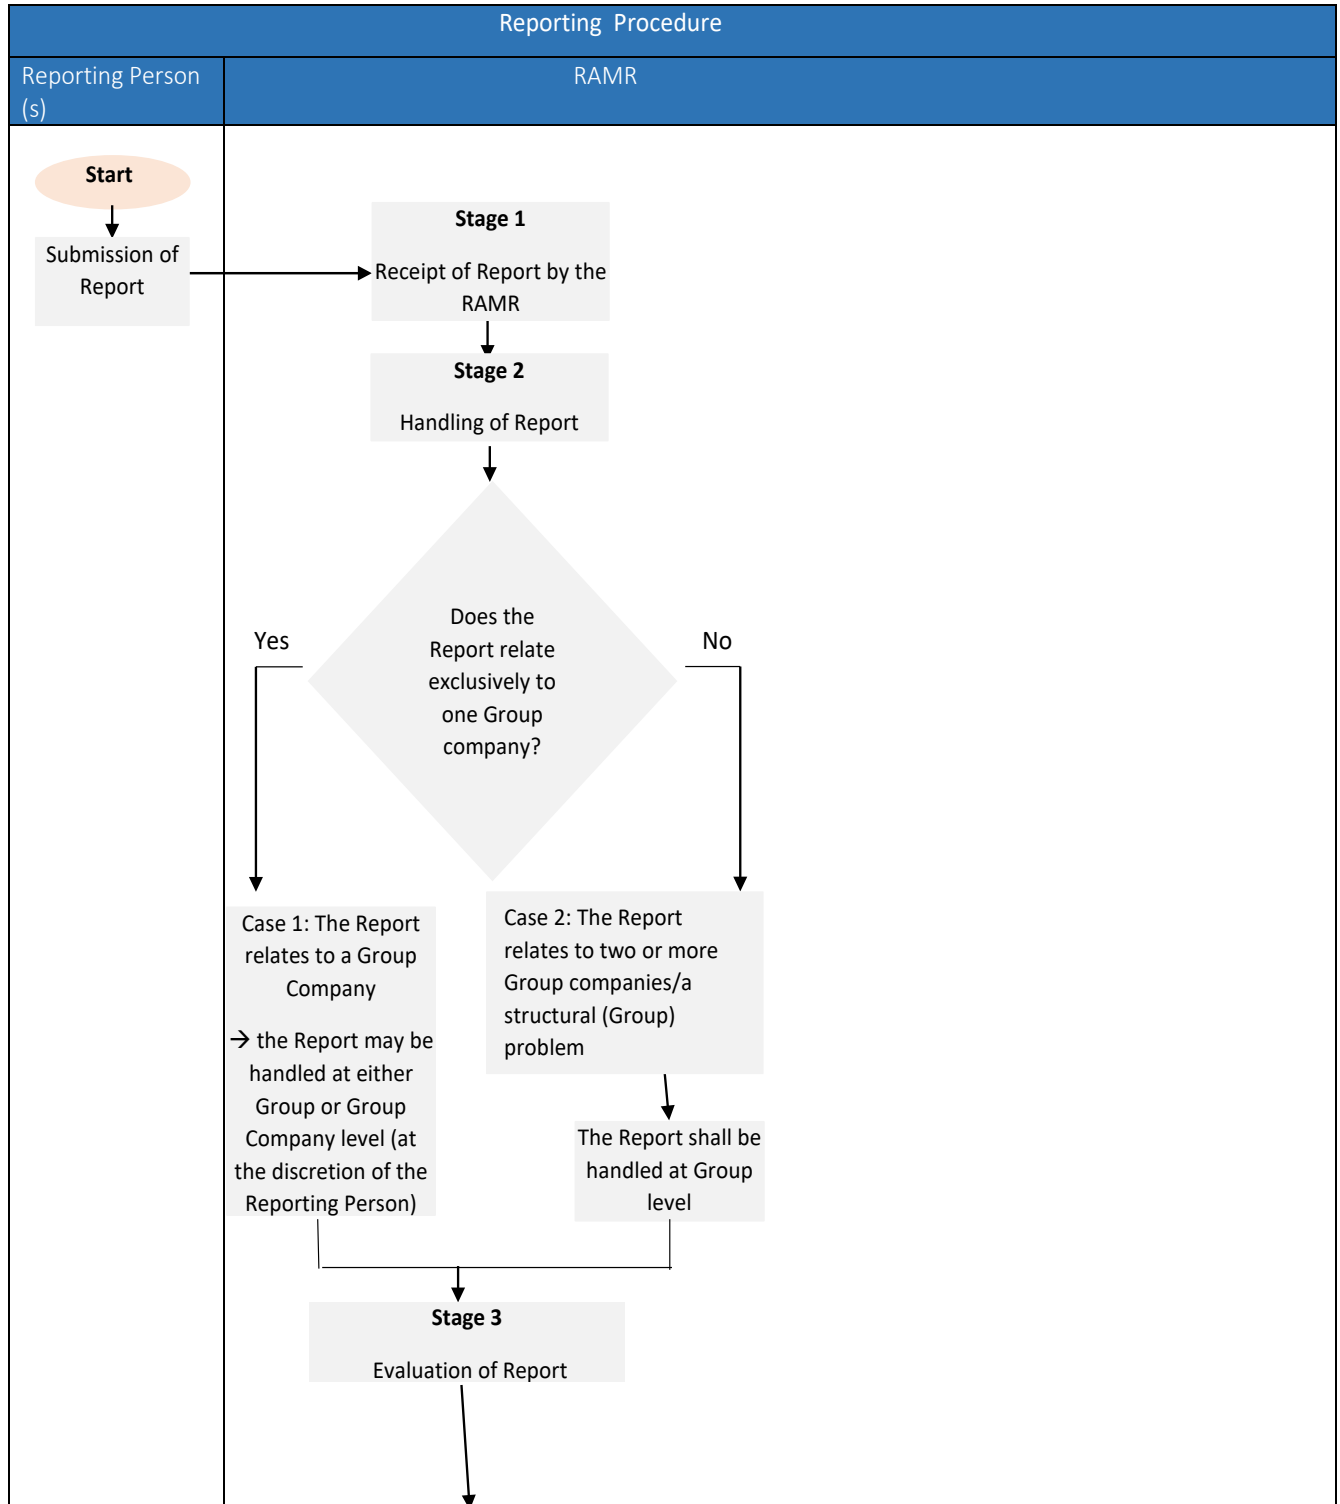 Reporting Procedure
Reporting Person
(s)
RAMR
Start
Submission of
Report
Stage 1
Receipt of Report by the
RAMR
Stage 2
Handling of Report
Does the
Report relate
exclusively to
one Group
company?
Yes
No
Case 1: The Report
relates to a Group
Company
→ the Report may be
handled at either
Group or Group
Company level (at
the discretion of the
Reporting Person)
Case 2: The Report
relates to two or more
Group companies/a
structural (Group)
problem
The Report shall be
handled at Group
level
Stage 3
Evaluation of Report